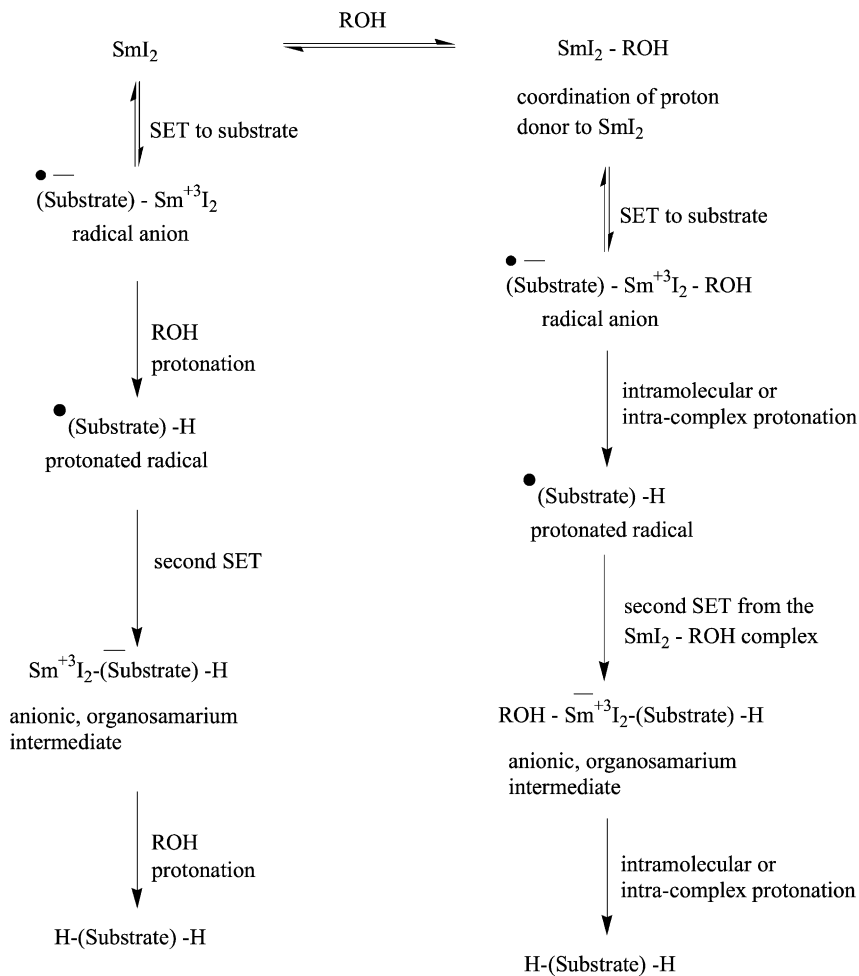 ROH
SmI2
SET to substrate
(Substrate) - Sm+3I2
radical anion
ROH
protonation
(Substrate) -H
protonated radical
second SET
Sm+3I2-(Substrate) -H
anionic, organosamarium
intermediate
ROH
protonation
H-(Substrate) -H
SmI2 - ROH
coordination of proton
donor to SmI2
SET to substrate
(Substrate) - Sm+3I2 - ROH
radical anion
intramolecular or
intra-complex protonation
(Substrate) -H
protonated radical
second SET from the
SmI2 - ROH complex
ROH - Sm+3I2-(Substrate) -H
anionic, organosamarium
intermediate
intramolecular or
intra-complex protonation
H-(Substrate) -H